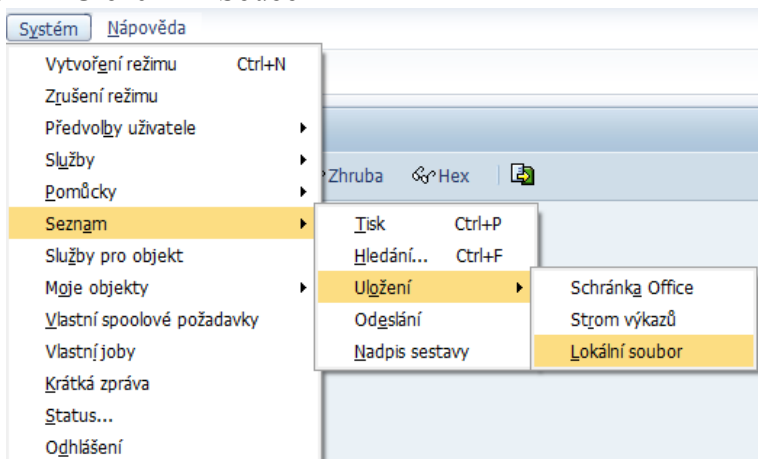 Systém Nápověda
Vytvoření režimu Ctrl+N
Zrušení režimu
Předvolby uživatele
Služby
Zhruba Hex
Pomůcky
Seznam
Tisk Ctrl+P
Služby pro objekt
Hledání... Ctrl+F
Moje objekty
Uložení
Schránka Office
Vlastní spoolové požadavky
Odeslání
Strom výkazů
Vlastní joby
Nadpis sestavy
Lokální soubor
Krátká zpráva
Status...
Odhlášení